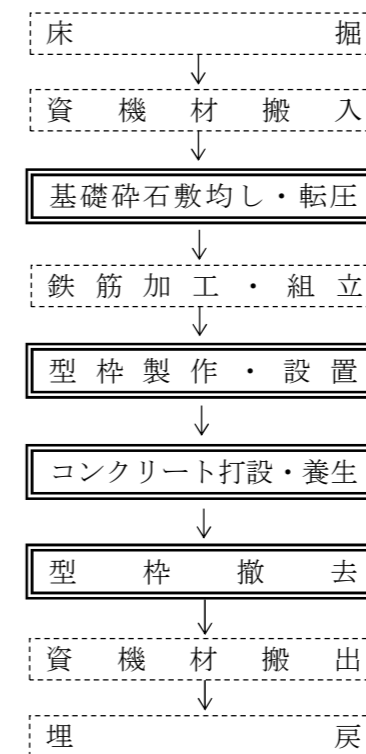 床掘
資機材搬入
基礎砕石敷均し・転圧
鉄筋加工・組立
型枠製作・設置
コンクリート打設・養生
型枠撤去
資機材搬出
埋戻